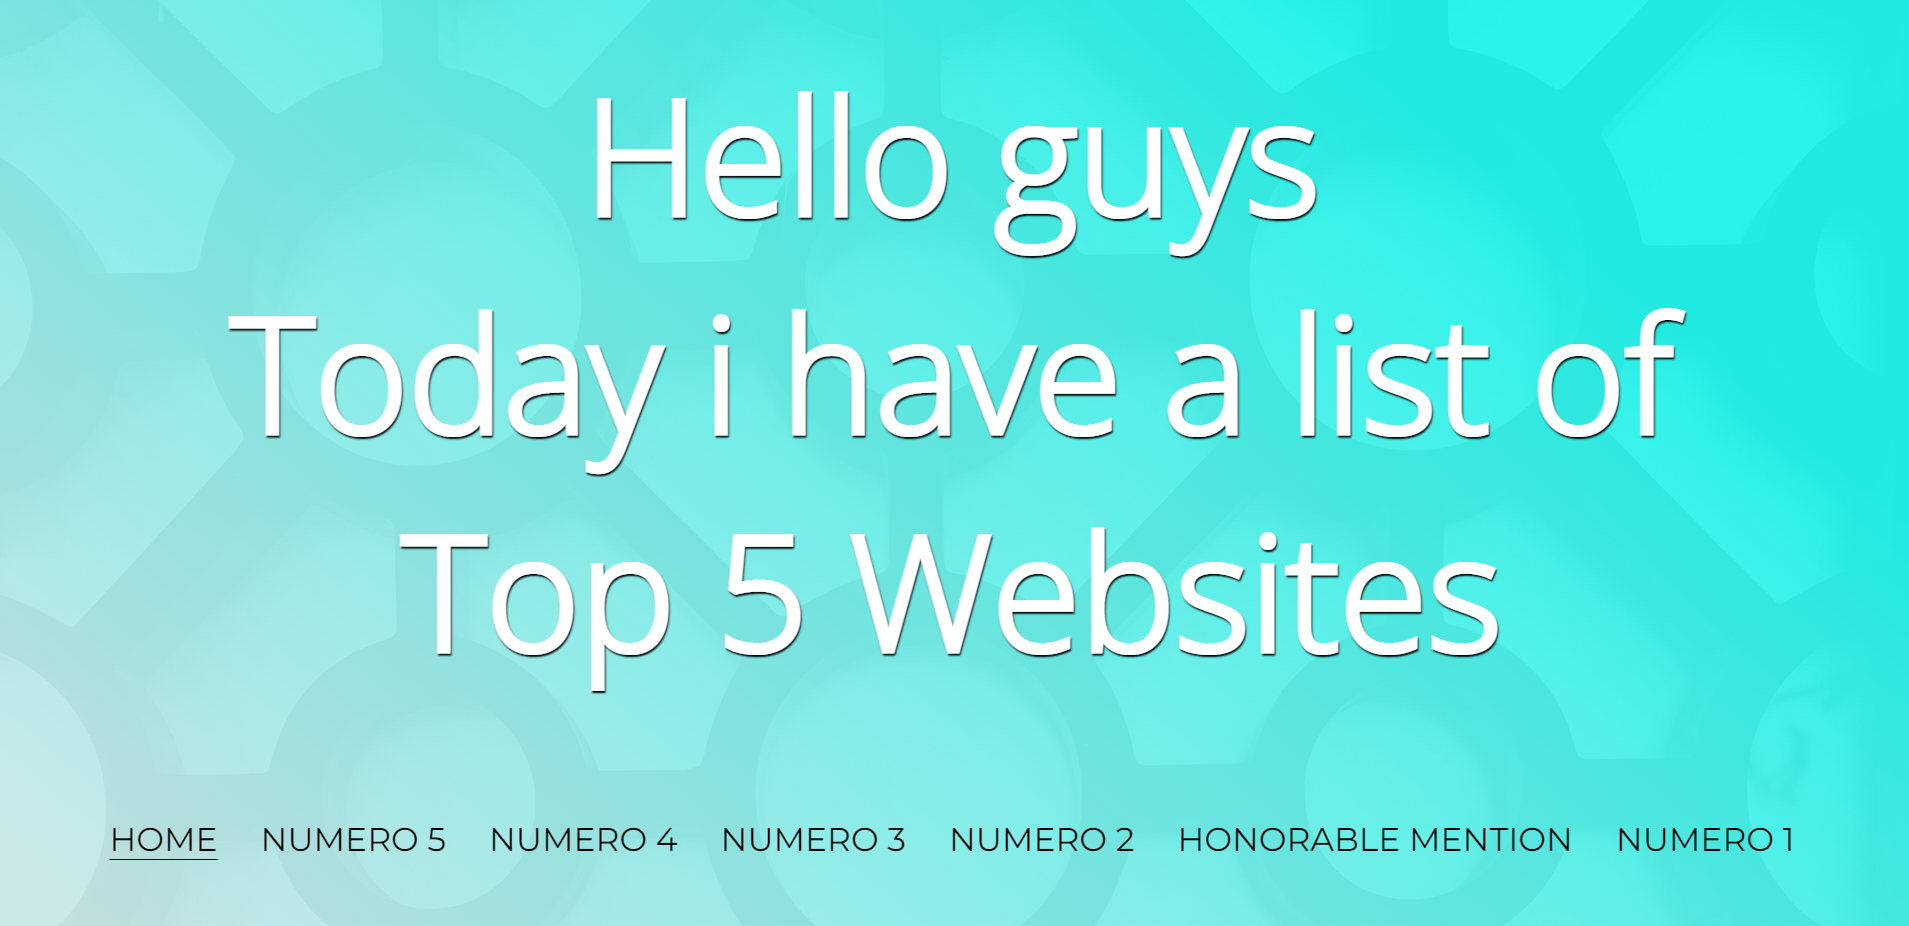 Hello guys
Today i have a list of
Top 5 Websites
HOME NUMERO 5 NUMERO 4 NUMERO 3 NUMERO 2 HONORABLE MENTION NUMERO 1